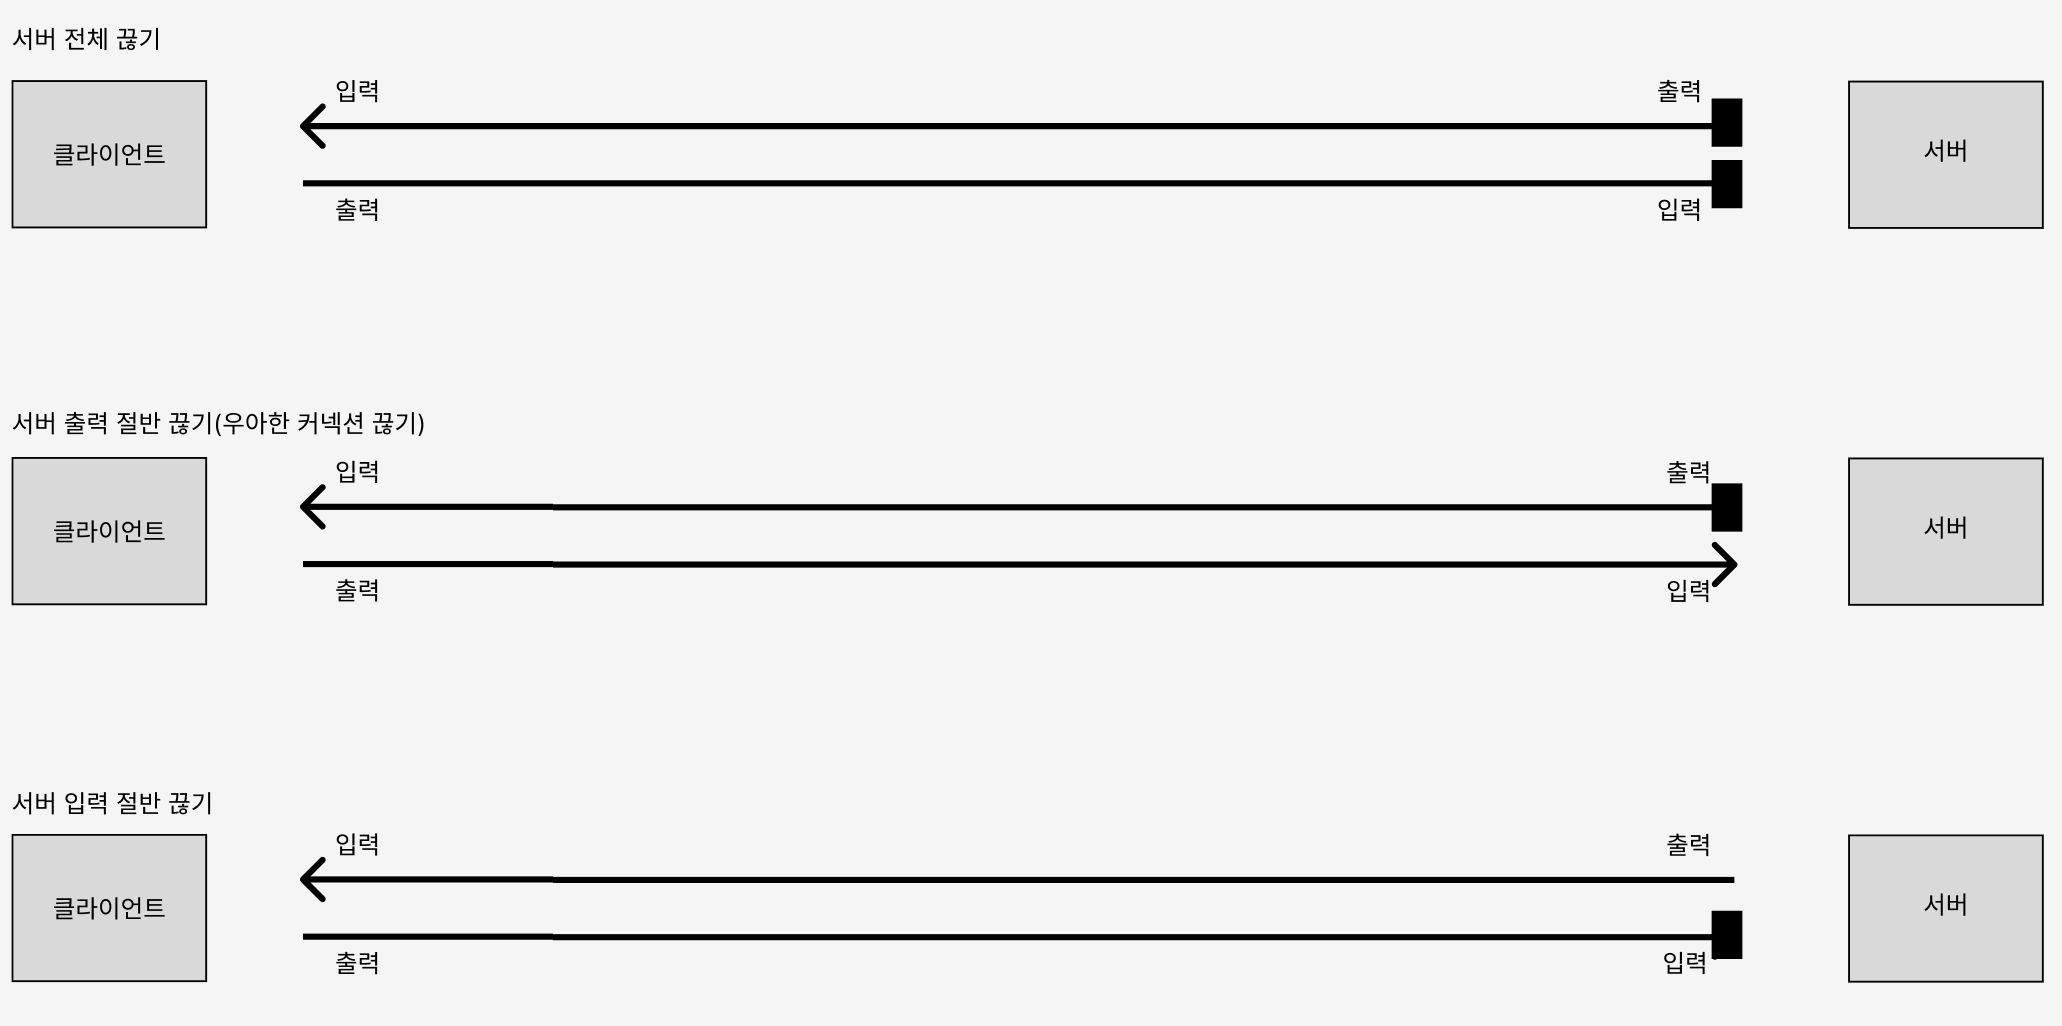 서버 전체 끊기
입력
출력
클라이언트
서버
출력
입력
서버 출력 절반 끊기(우아한 커넥션 끊기)
입력
출력
클라이언트
서버
출력
입력
서버 입력 절반 끊기
입력
출력
클라이언트
서버
출력
입력